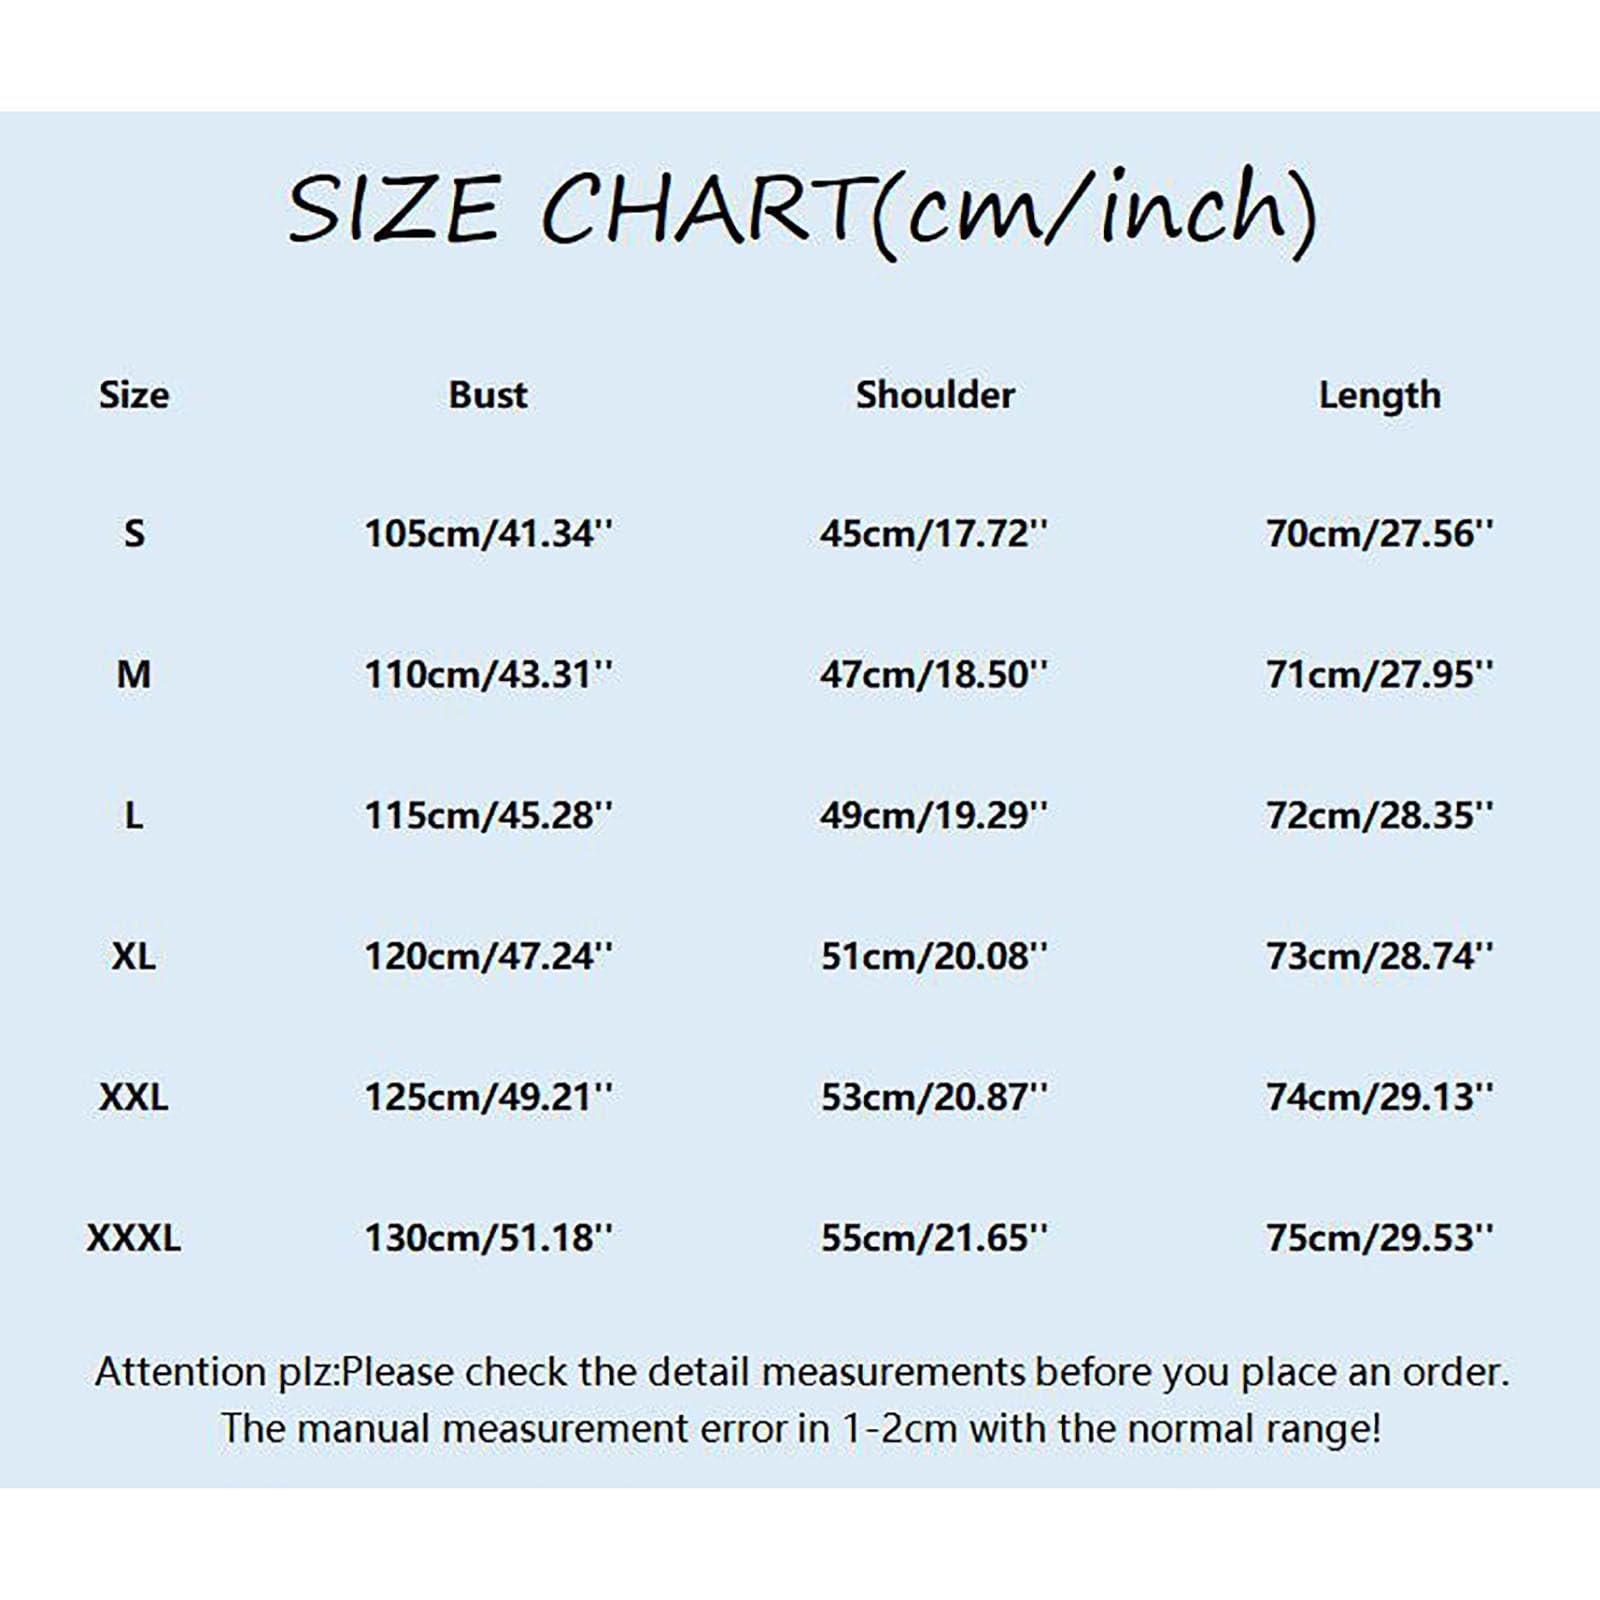 SIZE CHART(cm/inch)
Size Bust Shoulder Length
S 105cm/41.34'' 45cm/17.72'' 70cm/27.56''
M 110cm/43.31'' 47cm/18.50'' 71cm/27.95''
L 115cm/45.28'' 49cm/19.29'' 72cm/28.35''
XL 120cm/47.24'' 51cm/20.08'' 73cm/28.74''
XXL 125cm/49.21'' 53cm/20.87'' 74cm/29.13''
XXXL 130cm/51.18'' 55cm/21.65'' 75cm/29.53''
Attention plz:Please check the detail measurements before you place an order.
The manual measurement error in 1-2cm with the normal range!